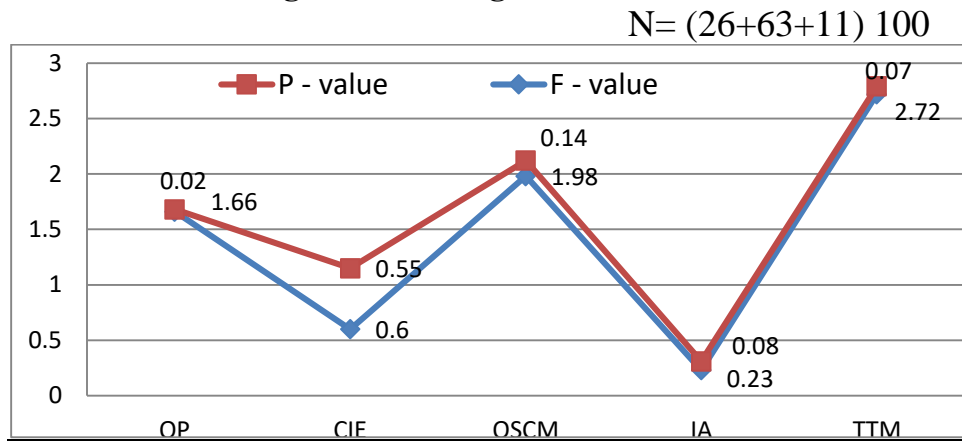 N= (26+63+11) 100
3
2.5
2
1.5
1
0.5
0
P - value
F - value
0.02
1.66
0.55
0.6
0.14
1.98
0.08
0.23
0.07
2.72
OP
CIE
OSCM
IA
TTM